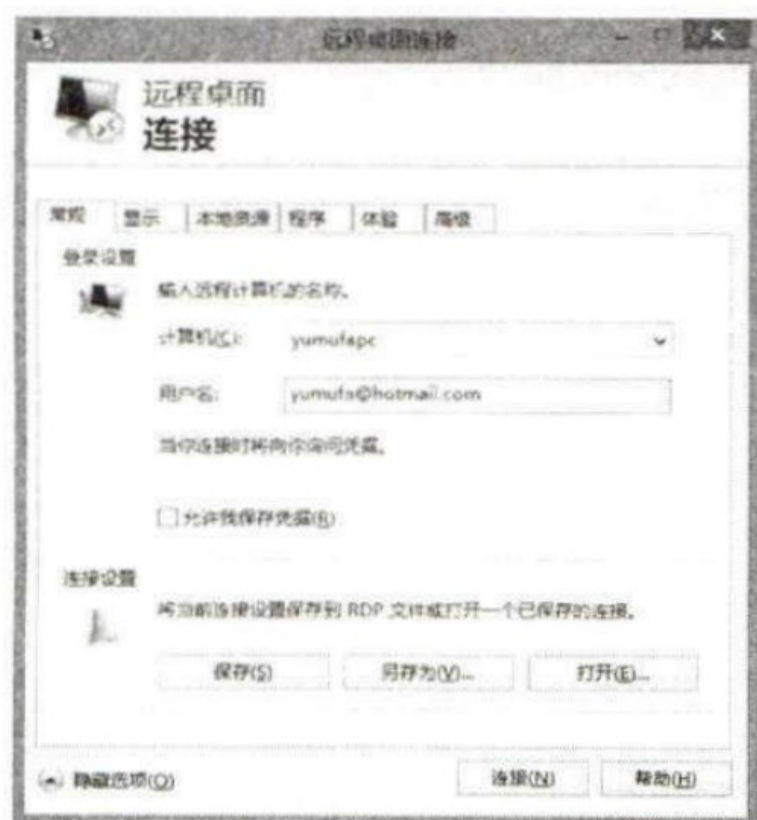 远程桌面连接
远程桌面
连接
常规 显示 本地资源 程序 体验 高级
登录设置
输入远程计算机的名称。
计算机(C): yumufapc
用户名: yumufa@hotmail.com
当你连接时将向你询问凭据。
允许我保存凭据(R)
连接设置
将当前连接设置保存到 RDP 文件或打开一个已保存的连接。
保存(S) 另存为(V)... 打开(E)...
隐藏选项(O) 连接(N) 帮助(H)